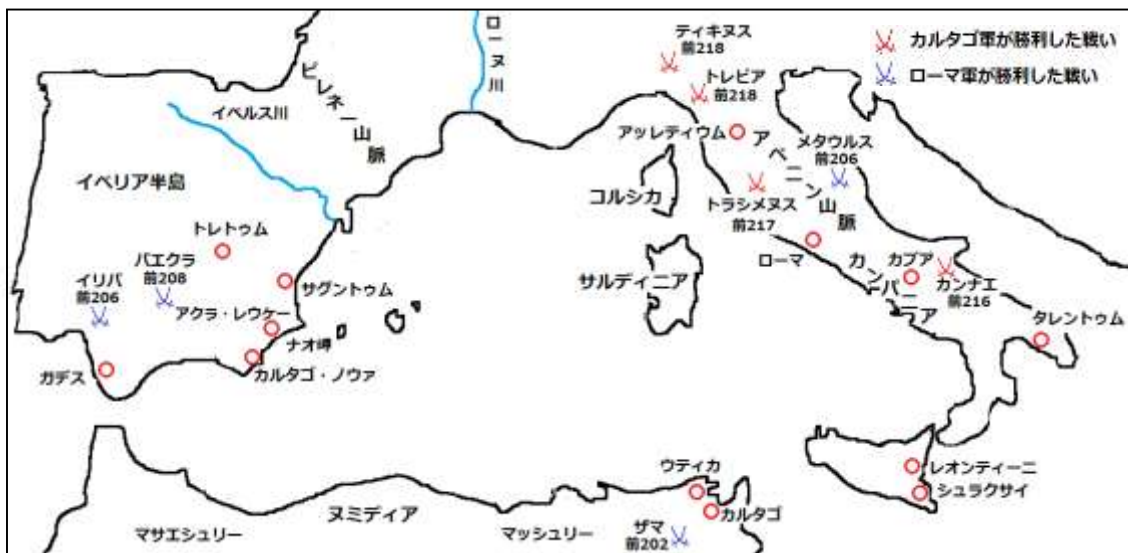 カルタゴ軍が勝利した戦い
ローマ軍が勝利した戦い
ローヌ川
ピレネー山脈
イベルス川
イベリア半島
トレトゥム
バエクラ
前208
イリパ
前206
サグントゥム
アクラ・レウケー
ナオ岬
カルタゴ・ノウァ
ガデス
ティキヌス
前218
トレビア
前218
アッレティウム
アペニン山脈
メタウルス
前206
コルシカ
トラシメヌス
前217
サルディニア
ローマ
カンパーニア
カプア
カンナエ
前216
タレントゥム
レオンティーニ
シュラクサイ
ウティカ
カルタゴ
ザマ
前202
ヌミディア
マサエシュリー
マッシュリー